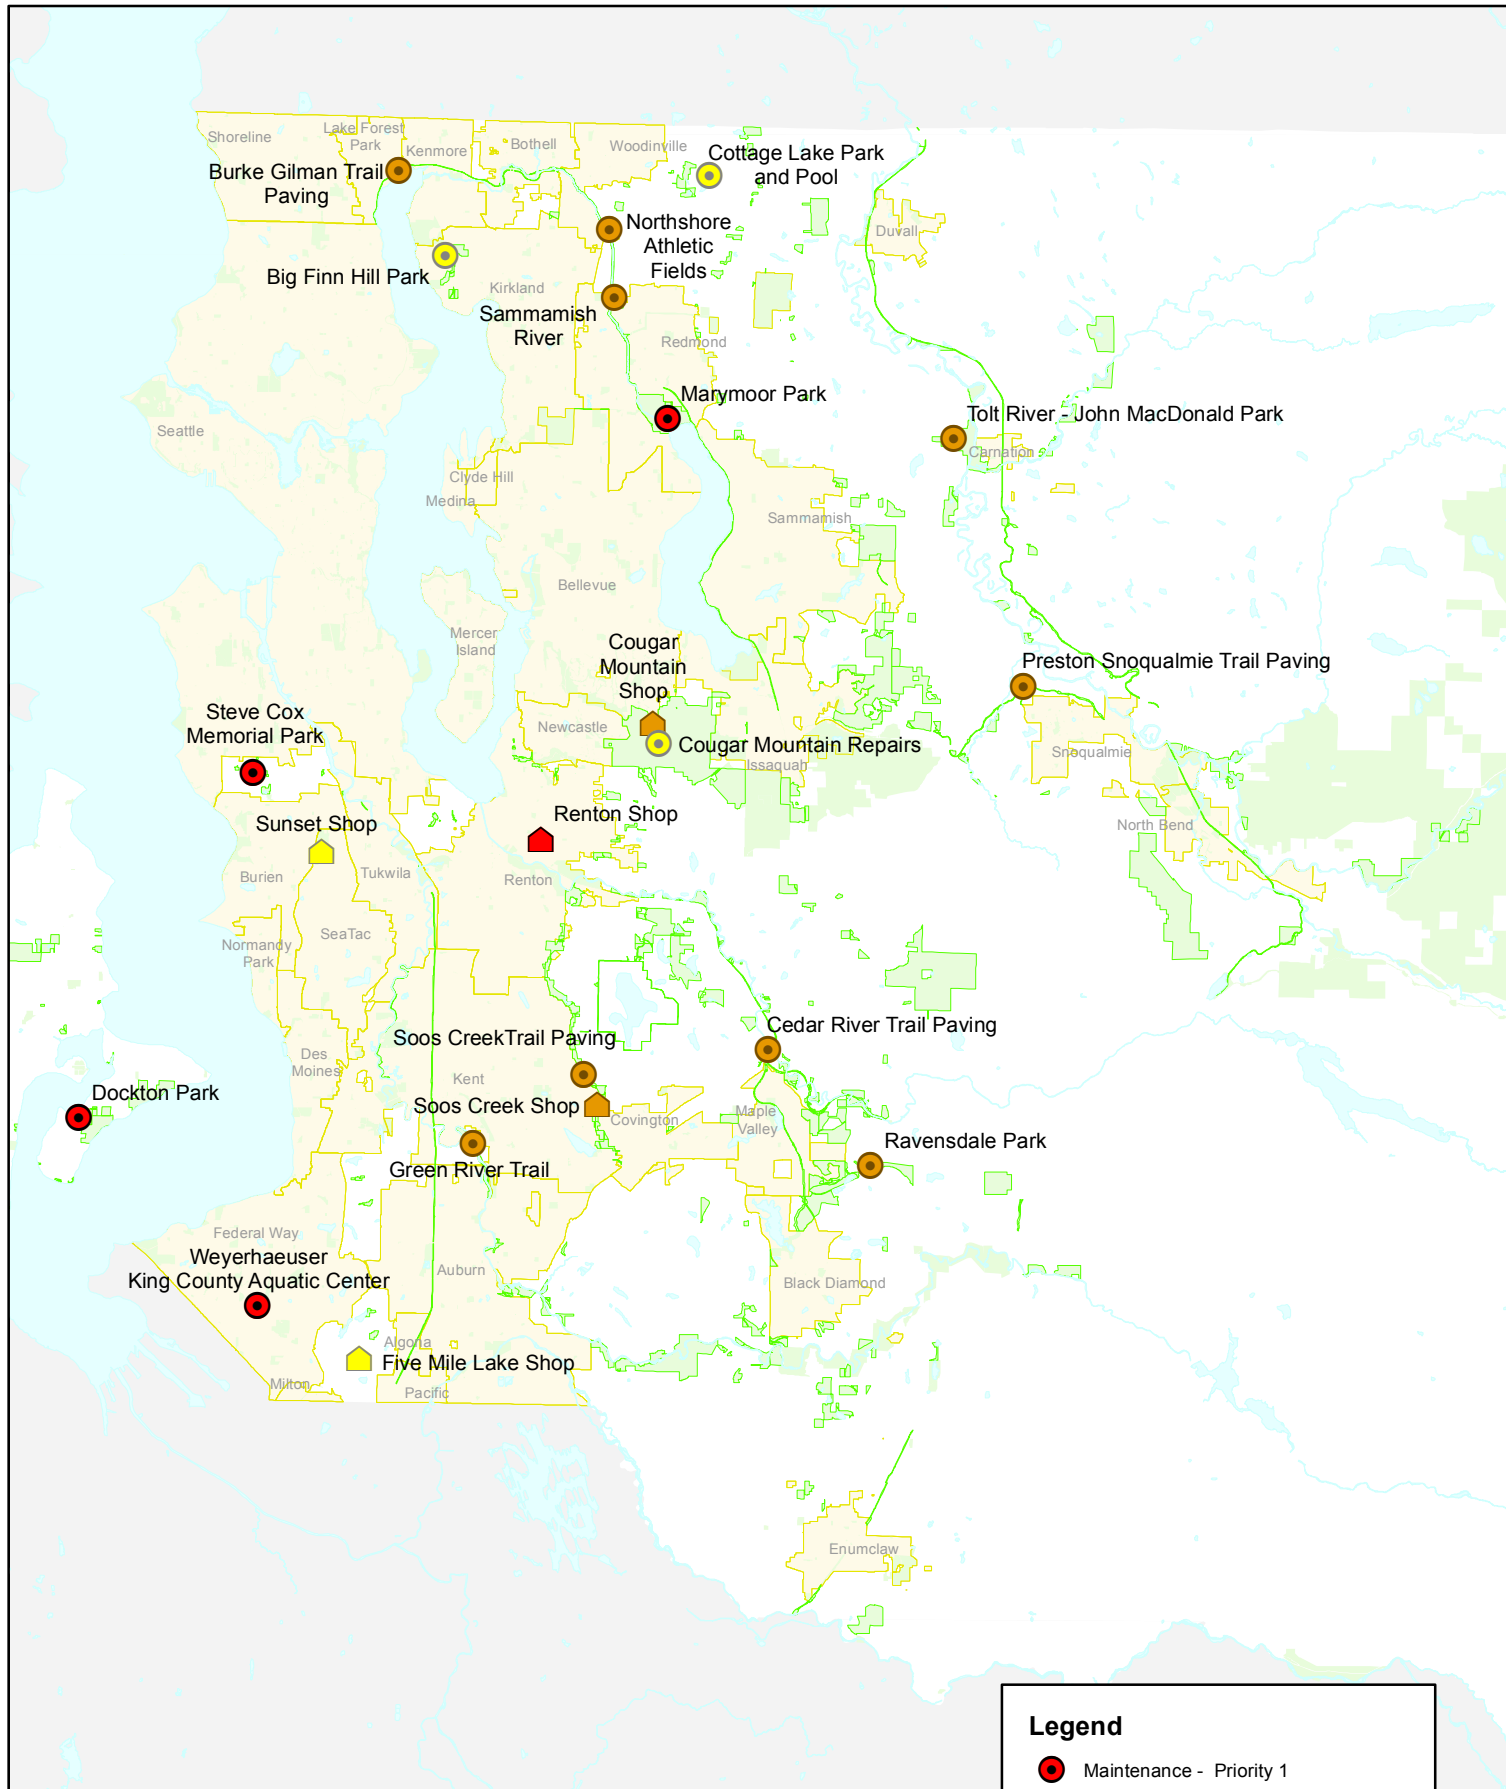 Shoreline
Lake Forest
Park
Kenmore
Bothell
Woodinville
Cottage Lake Park
and Pool
Burke Gilman Trail
Paving
Northshore
Athletic
Fields
Duvall
Big Finn Hill Park
Kirkland
Sammamish
River
Redmond
Marymoor Park
Tolt River - John MacDonald Park
Carnation
Seattle
Clyde Hill
Medina
Sammamish
Bellevue
Mercer
Island
Cougar
Mountain
Shop
Preston Snoqualmie Trail Paving
Steve Cox
Memorial Park
Newcastle
Cougar Mountain Repairs
Issaquah
Snoqualmie
Renton Shop
Sunset Shop
North Bend
Burien
Tukwila
Renton
SeaTac
Normandy
Park
Cedar River Trail Paving
Soos CreekTrail Paving
Des
Moines
Kent
Dockton Park
Soos Creek Shop
Covington
Maple
Valley
Ravensdale Park
Green River Trail
Federal Way
Weyerhaeuser
King County Aquatic Center
Auburn
Black Diamond
Algona
Five Mile Lake Shop
Milton
Pacific
Enumclaw
Legend
Maintenance - Priority 1